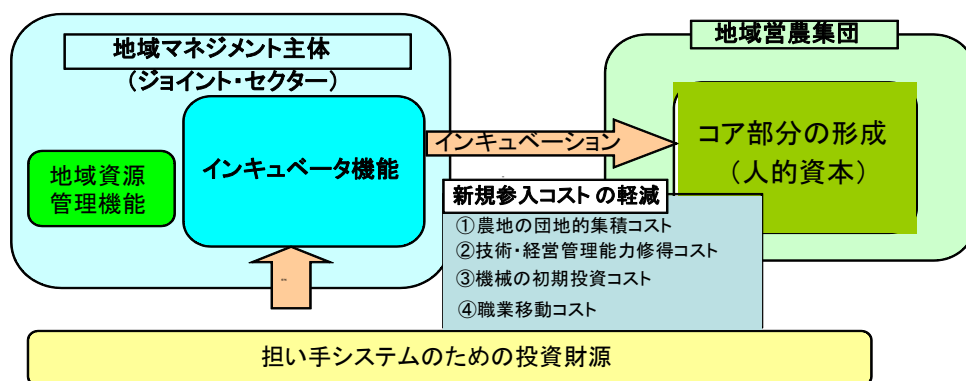 地域マネジメント主体
（ジョイント・セクター）
地域資源
管理機能
インキュベータ機能
インキュベーション
地域営農集団
コア部分の形成
（人的資本）
新規参入コストの軽減
①農地の団地的集積コスト
②技術・経営管理能力修得コスト
③機械の初期投資コスト
④職業移動コスト
担い手システムのための投資財源